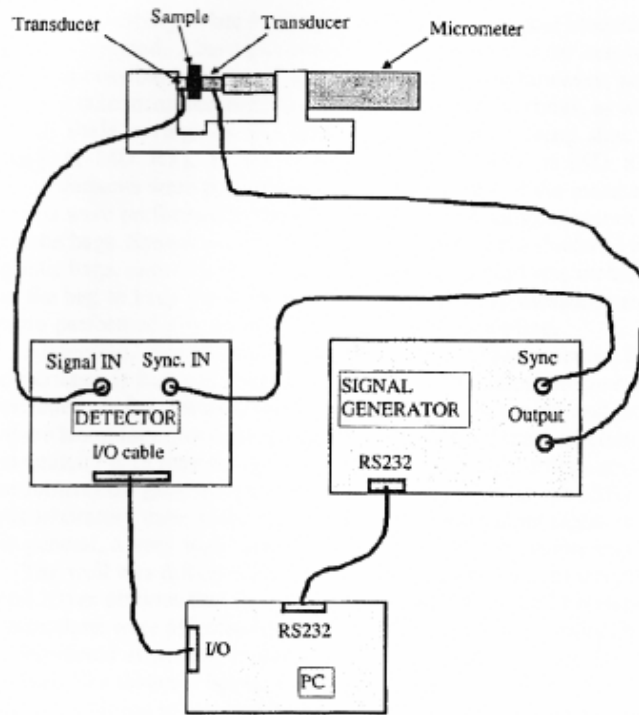 Sample
Transducer
Transducer
Micrometer
Signal IN
Sync. IN
DETECTOR
I/O cable
SIGNAL
GENERATOR
Sync
Output
RS232
RS232
I/O
PC